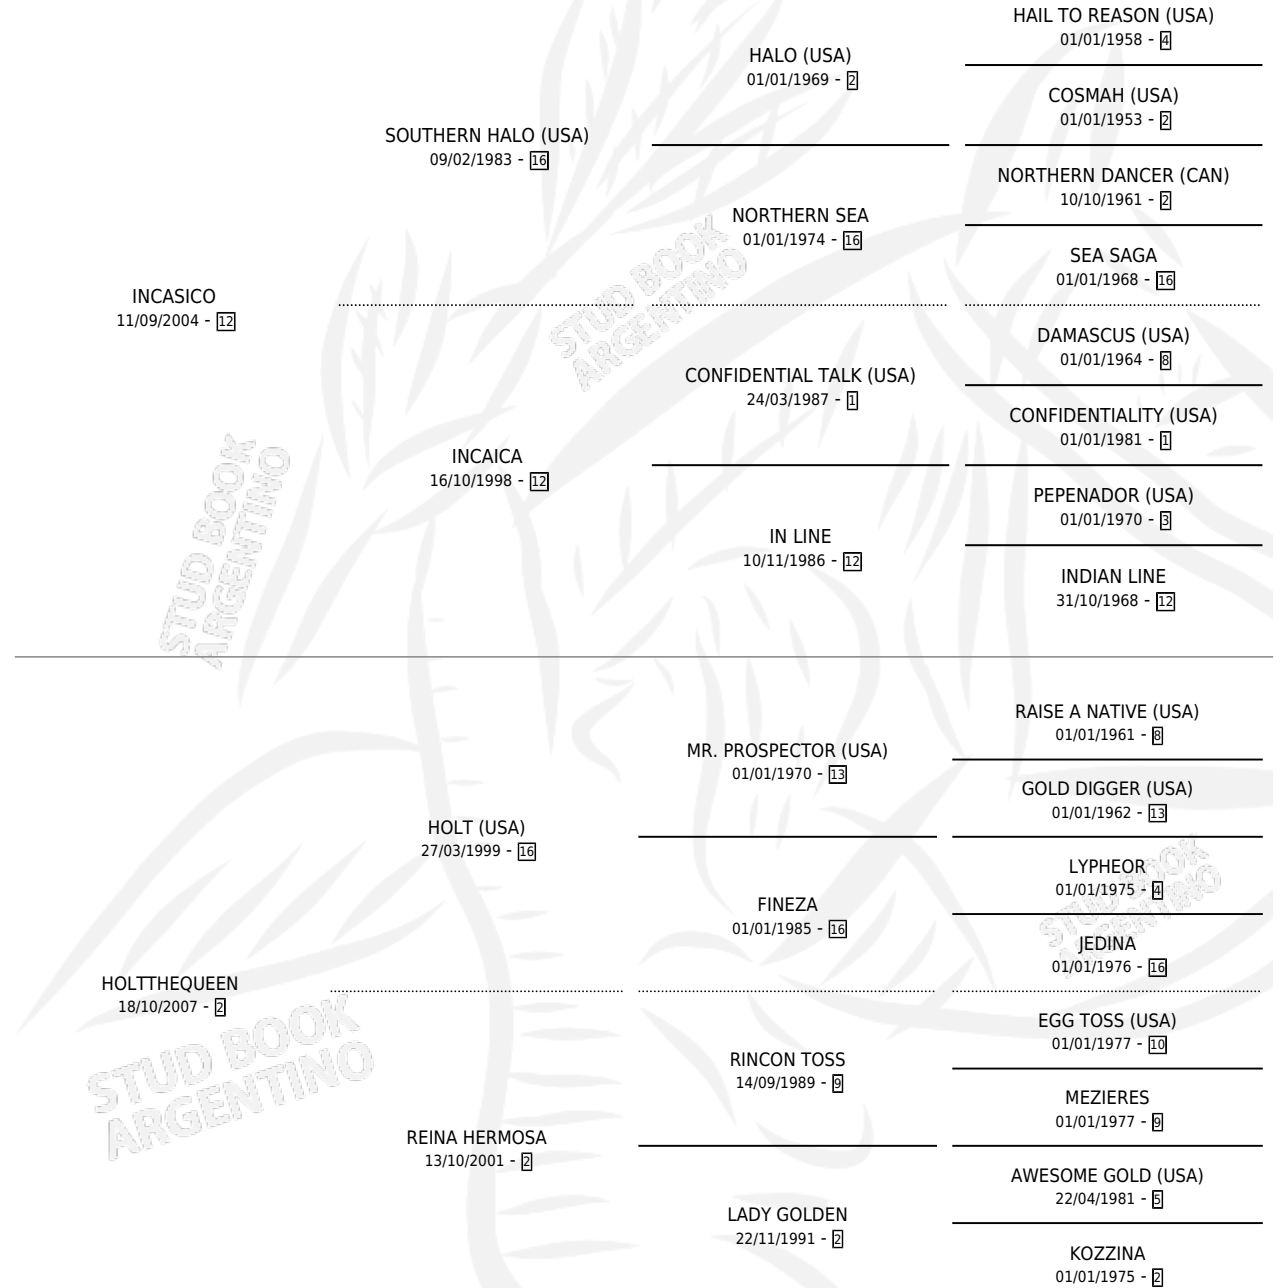 HAIL TO REASON (USA)
01/01/1958 - 4
HALO (USA)
01/01/1969 - 2
COSMAH (USA)
01/01/1953 - 2
SOUTHERN HALO (USA)
09/02/1983 - 16
NORTHERN DANCER (CAN)
10/10/1961 - 2
NORTHERN SEA
01/01/1974 - 16
SEA SAGA
01/01/1968 - 16
INCASICO
11/09/2004 - 12
DAMASCUS (USA)
01/01/1964 - 8
CONFIDENTIAL TALK (USA)
24/03/1987 - 1
CONFIDENTIALITY (USA)
01/01/1981 - 1
INCAICA
16/10/1998 - 12
PEPENADOR (USA)
01/01/1970 - 3
IN LINE
10/11/1986 - 12
INDIAN LINE
31/10/1968 - 12
RAISE A NATIVE (USA)
01/01/1961 - 8
MR. PROSPECTOR (USA)
01/01/1970 - 13
GOLD DIGGER (USA)
01/01/1962 - 13
HOLT (USA)
27/03/1999 - 16
LYPHEOR
01/01/1975 - 4
FINEZA
01/01/1985 - 16
JEDINA
01/01/1976 - 16
HOLTTHEQUEEN
18/10/2007 - 2
EGG TOSS (USA)
01/01/1977 - 10
RINCON TOSS
14/09/1989 - 9
MEZIERES
01/01/1977 - 9
REINA HERMOSA
13/10/2001 - 2
AWESOME GOLD (USA)
22/04/1981 - 5
LADY GOLDEN
22/11/1991 - 2
KOZZINA
01/01/1975 - 2
STUD BOOK
ARGENTINO
STUD BOOK
ARGENTINO
STUD BOOK
ARGENTINO
STUD BOOK
ARGENTINO